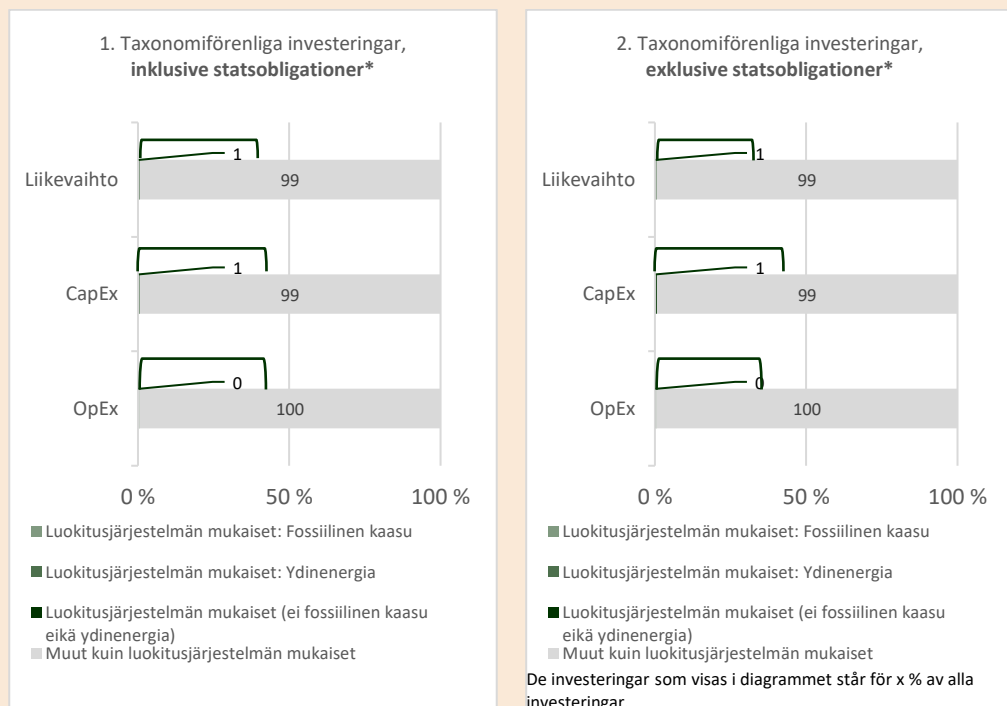 1. Taxonomiförenliga investeringar,
inklusive statsobligationer*
Liikevaihto
1
99
CapEx
1
99
OpEx
0
100
0 %
50 %
100 %
Luokitusjärjestelmän mukaiset: Fossiilinen kaasu
Luokitusjärjestelmän mukaiset: Ydinenergia
Luokitusjärjestelmän mukaiset (ei fossiilinen kaasu
eikä ydinenergia)
Muut kuin luokitusjärjestelmän mukaiset
2. Taxonomiförenliga investeringar,
exklusive statsobligationer*
Liikevaihto
1
99
CapEx
1
99
OpEx
0
100
0 %
50 %
100 %
Luokitusjärjestelmän mukaiset: Fossiilinen kaasu
Luokitusjärjestelmän mukaiset: Ydinenergia
Luokitusjärjestelmän mukaiset (ei fossiilinen kaasu
eikä ydinenergia)
Muut kuin luokitusjärjestelmän mukaiset
De investeringar som visas i diagrammet står för x % av alla
investeringar